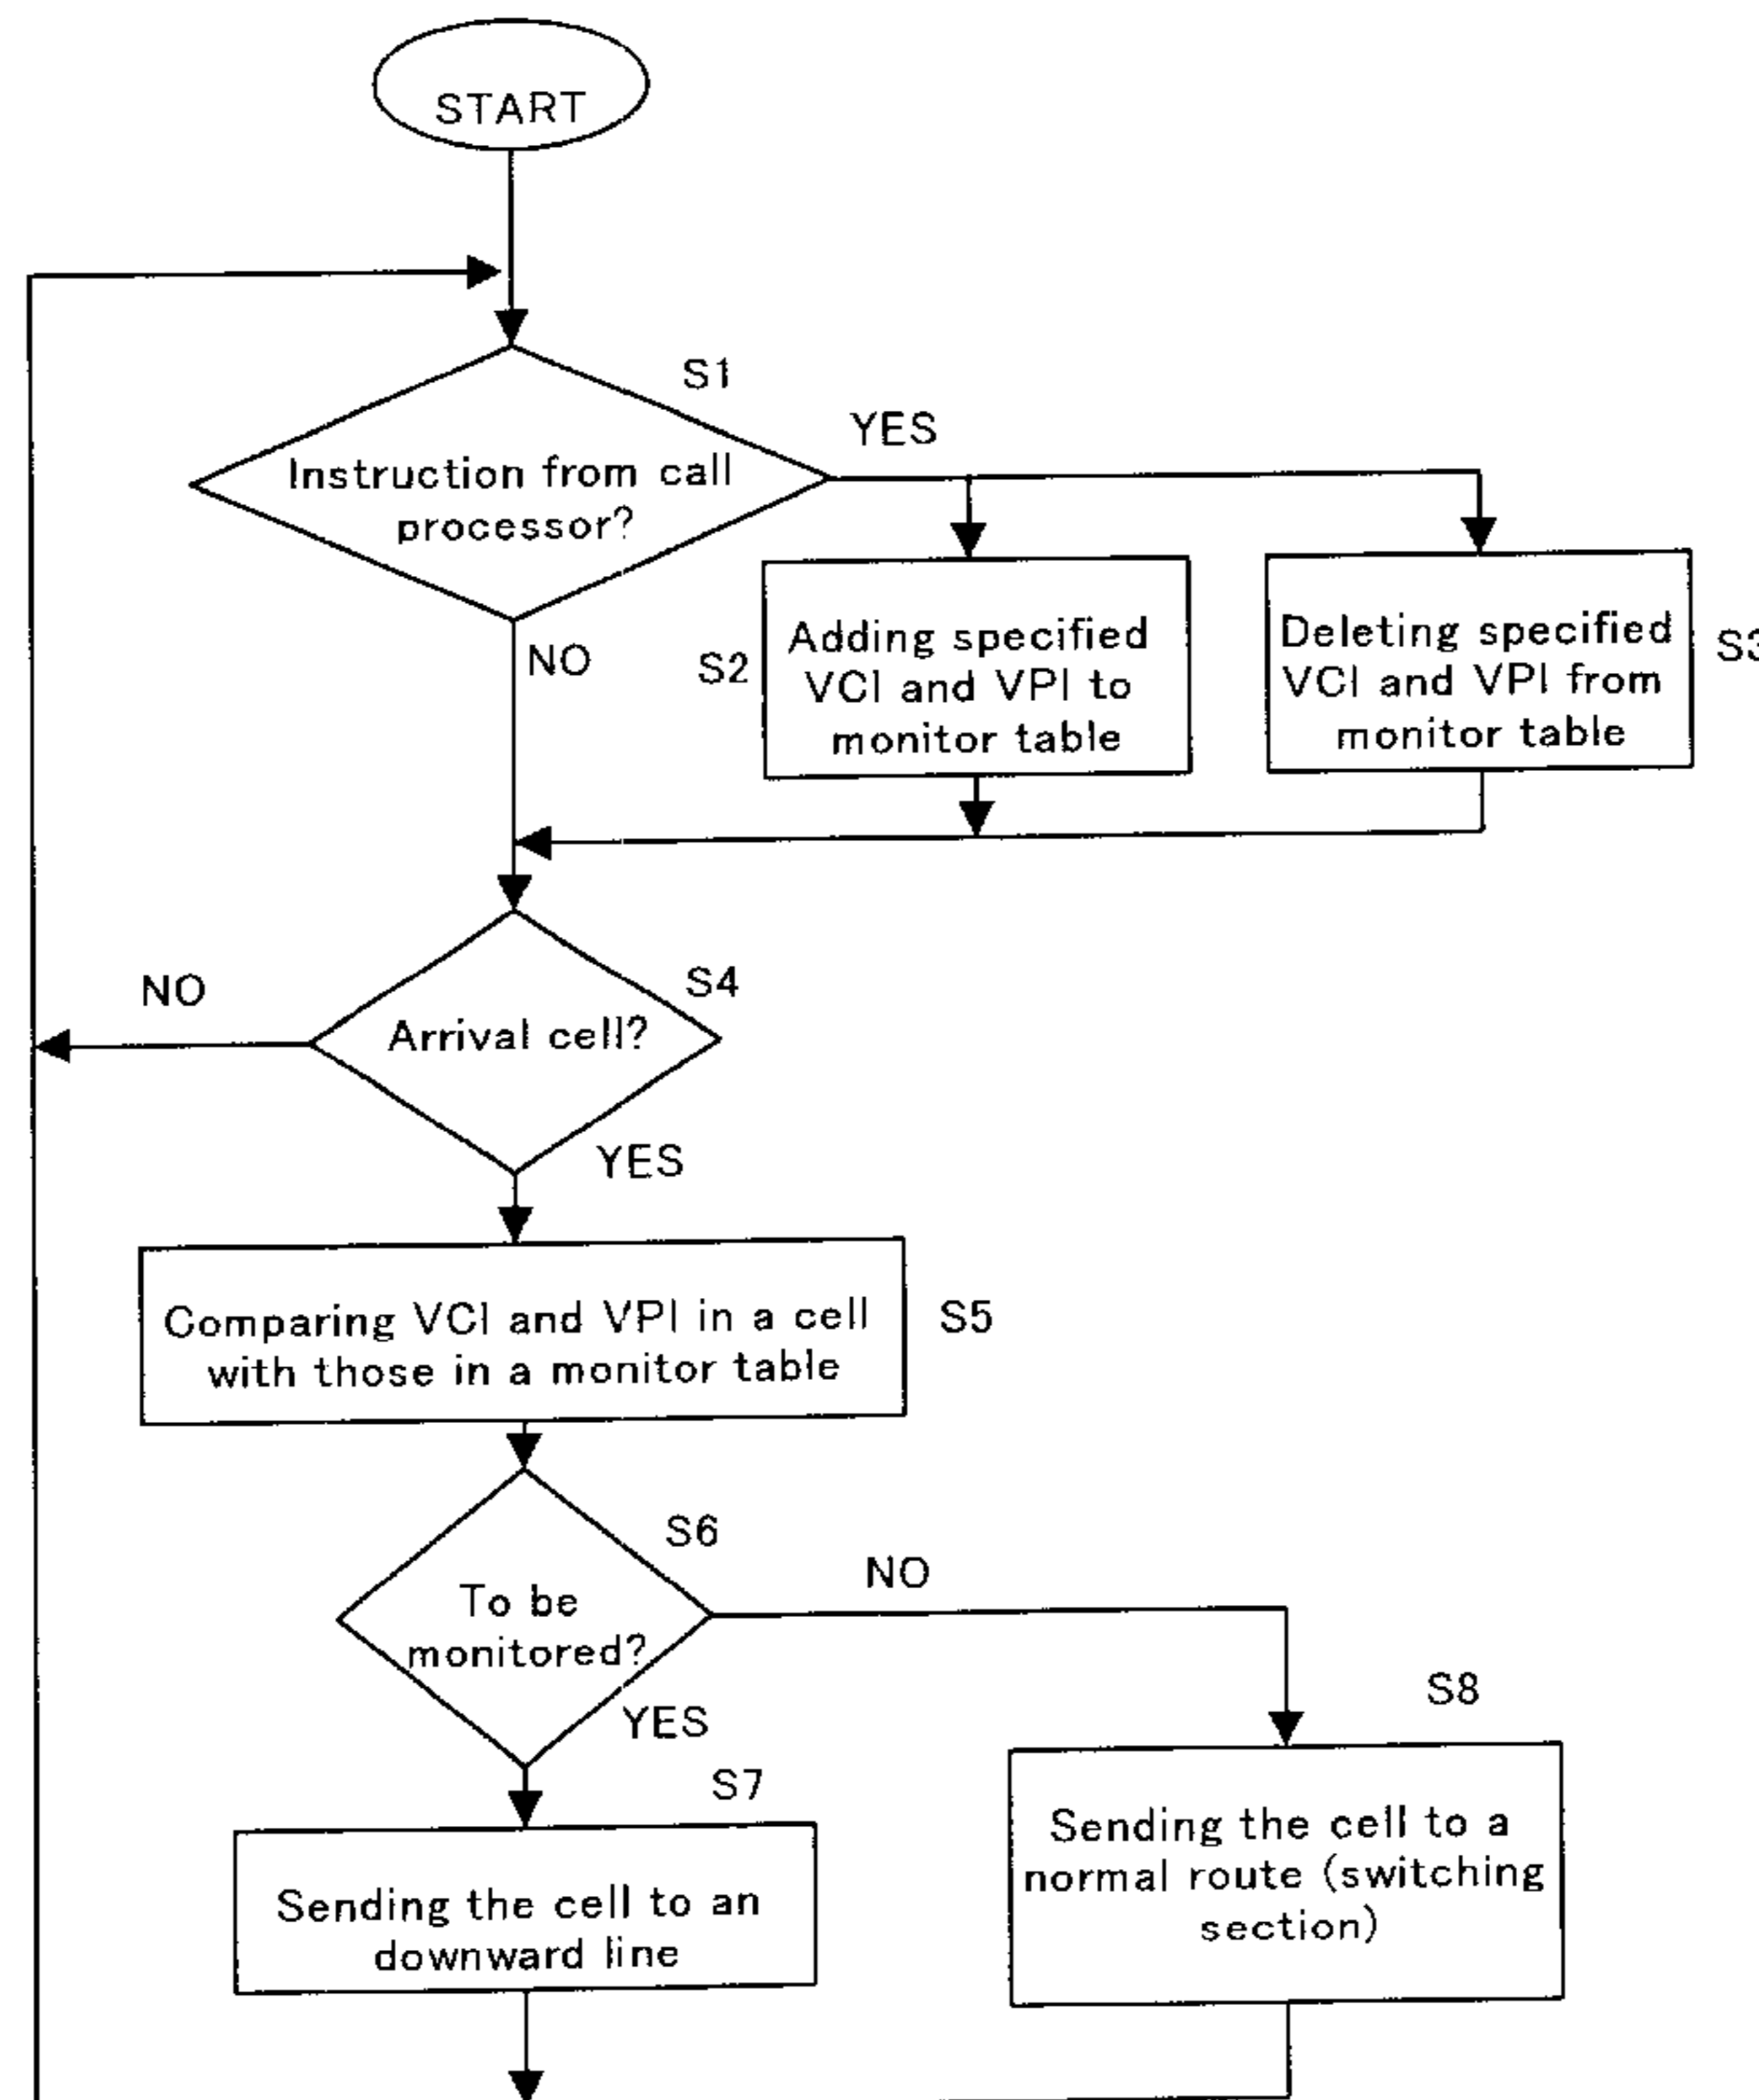 START
S1
YES
Instruction from call
processor?
NO
S2
Adding specified
VCI and VPI to
monitor table
Deleting specified
VCI and VPI from
monitor table
S3
NO
S4
Arrival cell?
YES
Comparing VCI and VPI in a cell
with those in a monitor table
S5
S6
NO
To be
monitored?
YES
S8
S7
Sending the cell to an
downward line
Sending the cell to a
normal route (switching
section)